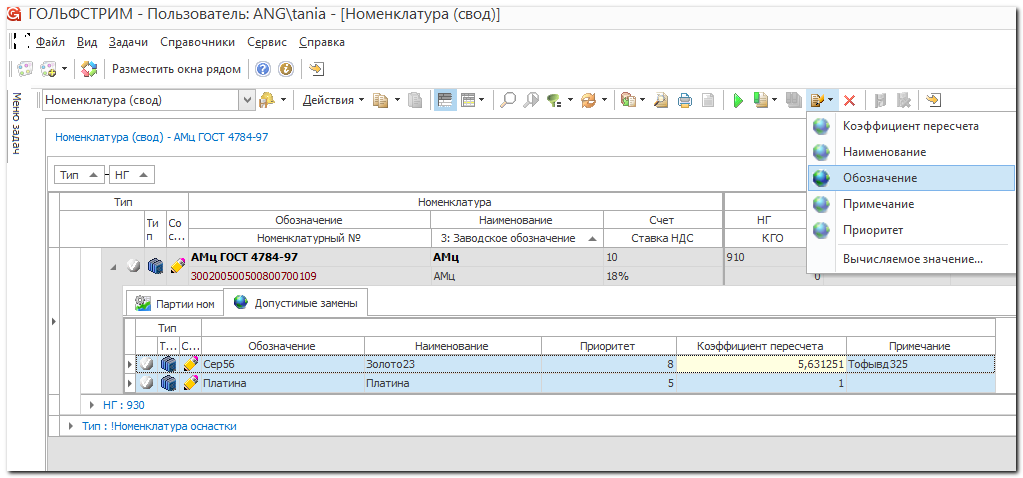 ГОЛЬФСТРИМ - Пользователь: ANG\tania - [Номенклатура (свод)]
Файл Вид Задачи Справочники Сервис Справка
Разместить окна рядом
Меню задач
Номенклатура (свод) Действия
Коэффициент пересчета
Наименование
Обозначение
Примечание
Приоритет
Вычисляемое значение...
Номенклатура (свод) - АМц ГОСТ 4784-97
Тип НГ
Тип Номенклатура
Ти п Со с... Обозначение Наименование Счет НГ
Номенклатурный № 3: Заводское обозначение Ставка НДС КГО
АМц ГОСТ 4784-97 АМц 10 910
300200500500800700109 АМц 18% 0
Партии ном Допустимые замены
Тип
Т... С... Обозначение Наименование Приоритет Коэффициент пересчета Примечание
Сер56 Золото23 8 5,631251 Тофывд325
Платина Платина 5 1
НГ : 930
Тип : !Номенклатура оснастки